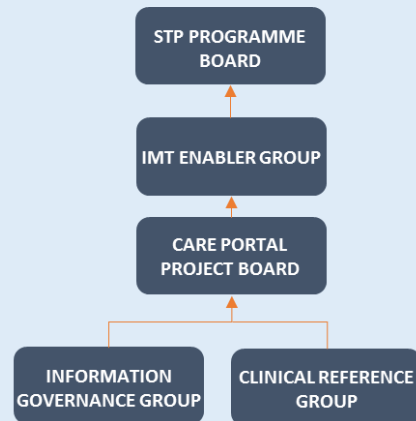 STP PROGRAMME
BOARD
IMT ENABLER GROUP
CARE PORTAL
PROJECT BOARD
INFORMATION
GOVERNANCE GROUP
CLINICAL REFERENCE
GROUP